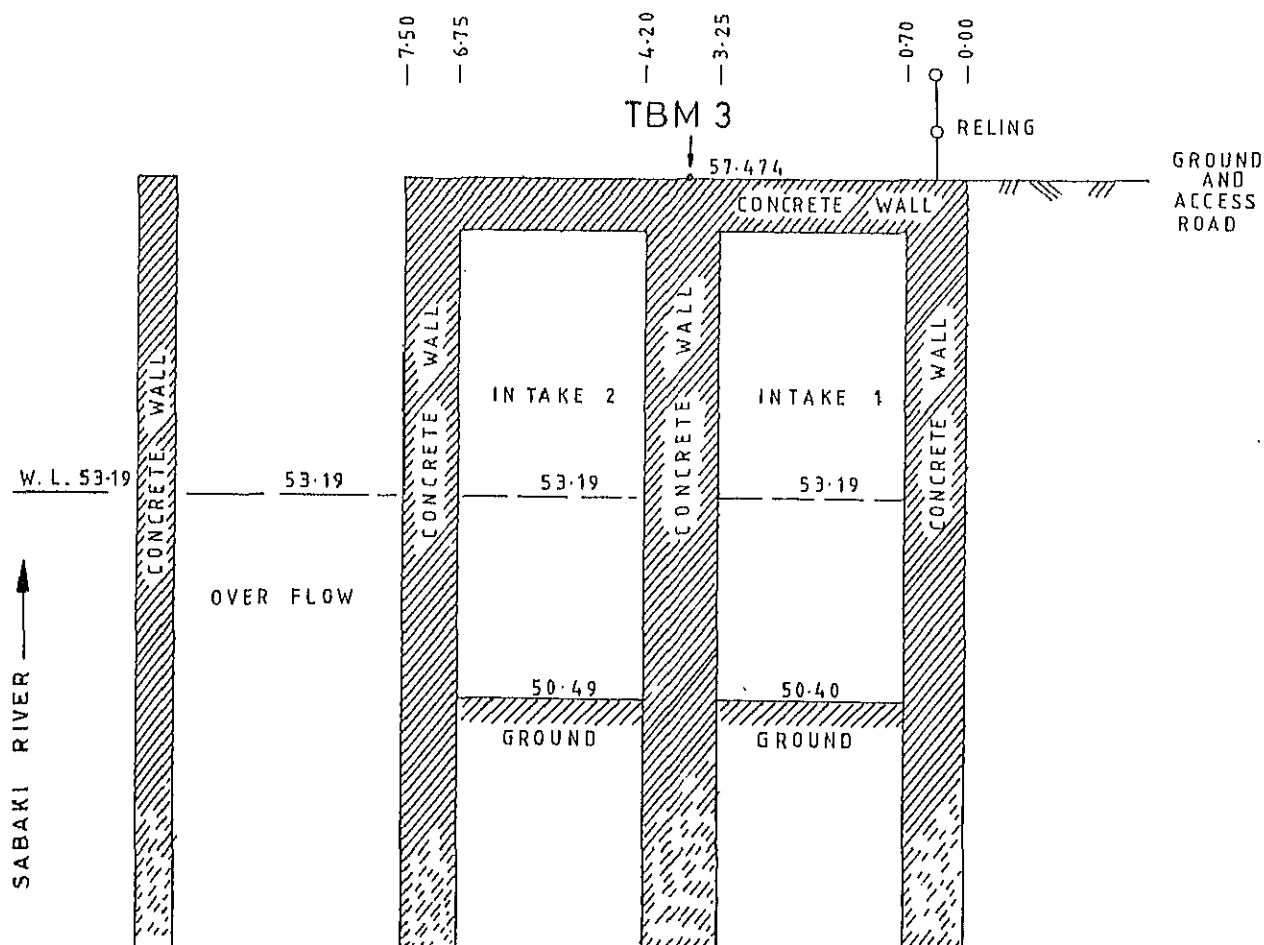 7·50
6·75
4·20
3·25
0·70
0·00
TBM 3
RELING
57·474
GROUND
AND
ACCESS
ROAD
CONCRETE WALL
CONCRETE WALL
CONCRETE WALL
CONCRETE WALL
CONCRETE WALL
INTAKE 2
INTAKE 1
W.L. 53·19
53·19
53·19
53·19
OVER FLOW
50·49
50·40
GROUND
GROUND
SABAKI RIVER